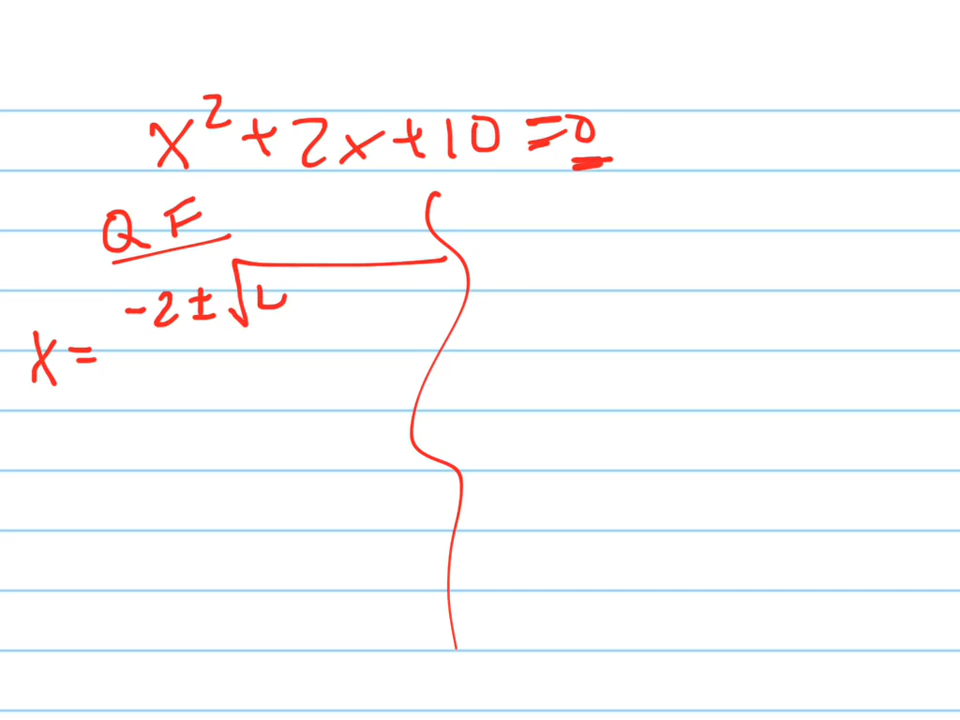 x² + 2x + 10 = 0
QF
-2 ± √
x =